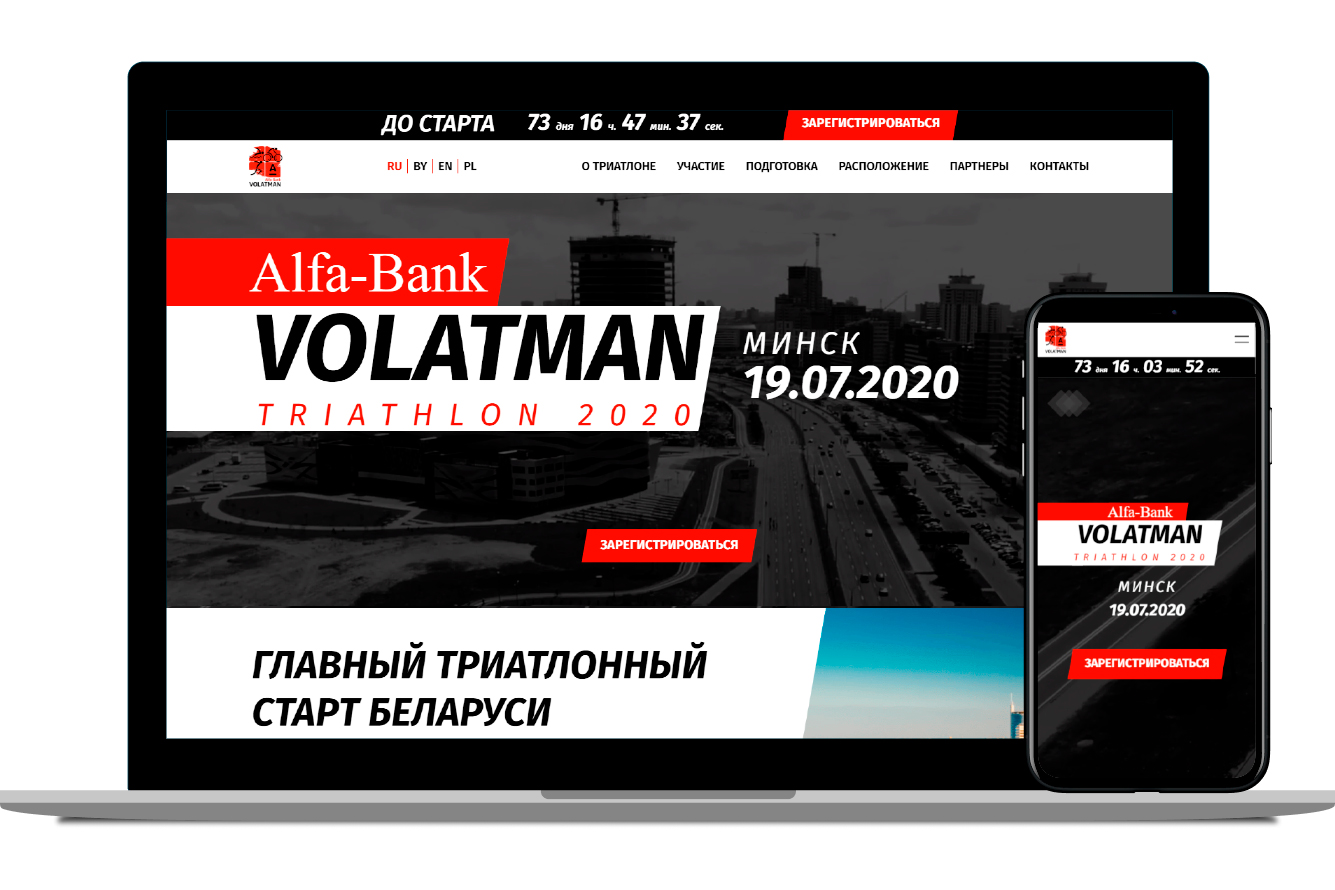 ДО СТАРТА 73 дня 16 ч. 47 мин. 37 сек. ЗАРЕГИСТРИРОВАТЬСЯ
VOLATMAN
RU BY EN PL О ТРИАТЛОНЕ УЧАСТИЕ ПОДГОТОВКА РАСПОЛОЖЕНИЕ ПАРТНЕРЫ КОНТАКТЫ
Alfa-Bank
VOLATMAN
TRIATHLON 2020
МИНСК
19.07.2020
ЗАРЕГИСТРИРОВАТЬСЯ
ГЛАВНЫЙ ТРИАТЛОННЫЙ
СТАРТ БЕЛАРУСИ
VOLATMAN
73 дня 16 ч. 03 мин. 52 сек.
Alfa-Bank
VOLATMAN
TRIATHLON 2020
МИНСК
19.07.2020
ЗАРЕГИСТРИРОВАТЬСЯ